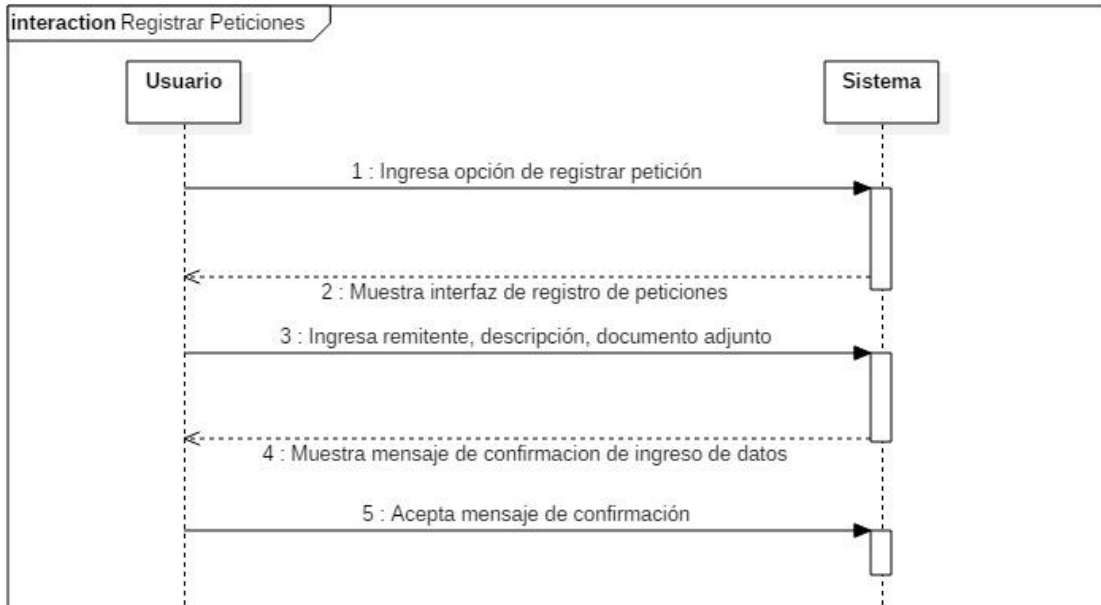 interaction Registrar Peticiones
Usuario
Sistema
1 : Ingresa opción de registrar petición
2 : Muestra interfaz de registro de peticiones
3 : Ingresa remitente, descripción, documento adjunto
4 : Muestra mensaje de confirmacion de ingreso de datos
5 : Acepta mensaje de confirmación